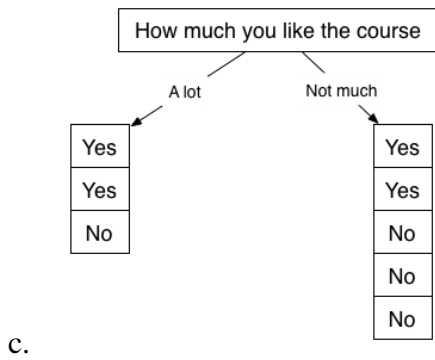 How much you like the course
A lot
Not much
Yes
Yes
No
Yes
Yes
No
No
No
c.